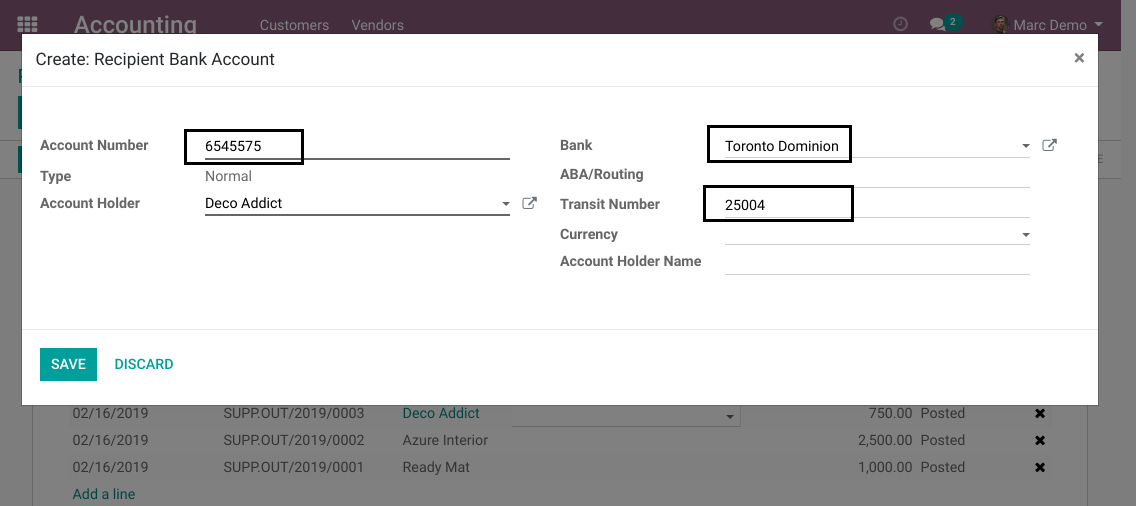 Accounting Customers Vendors 2 Marc Demo
Create: Recipient Bank Account ×
Account Number 6545575
Type Normal
Account Holder Deco Addict
Bank Toronto Dominion
ABA/Routing
Transit Number 25004
Currency
Account Holder Name
SAVE DISCARD
02/16/2019 SUPP.OUT/2019/0003 Deco Addict 750.00 Posted
02/16/2019 SUPP.OUT/2019/0002 Azure Interior 2,500.00 Posted
02/16/2019 SUPP.OUT/2019/0001 Ready Mat 1,000.00 Posted
Add a line